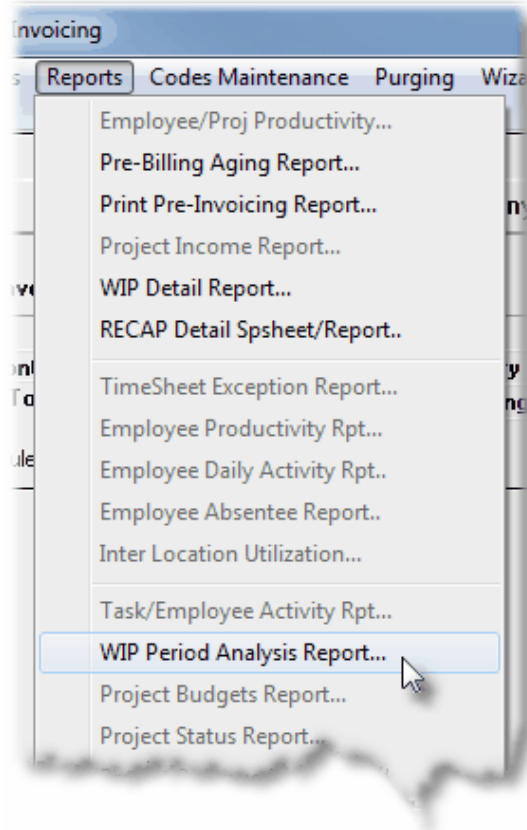 Invoicing
s Reports Codes Maintenance Purging Wiza
Employee/Proj Productivity...
Pre-Billing Aging Report...
Print Pre-Invoicing Report...
Project Income Report...
WIP Detail Report...
RECAP Detail Spsheet/Report..
TimeSheet Exception Report...
Employee Productivity Rpt...
Employee Daily Activity Rpt..
Employee Absentee Report..
Inter Location Utilization...
Task/Employee Activity Rpt...
WIP Period Analysis Report...
Project Budgets Report...
Project Status Report...